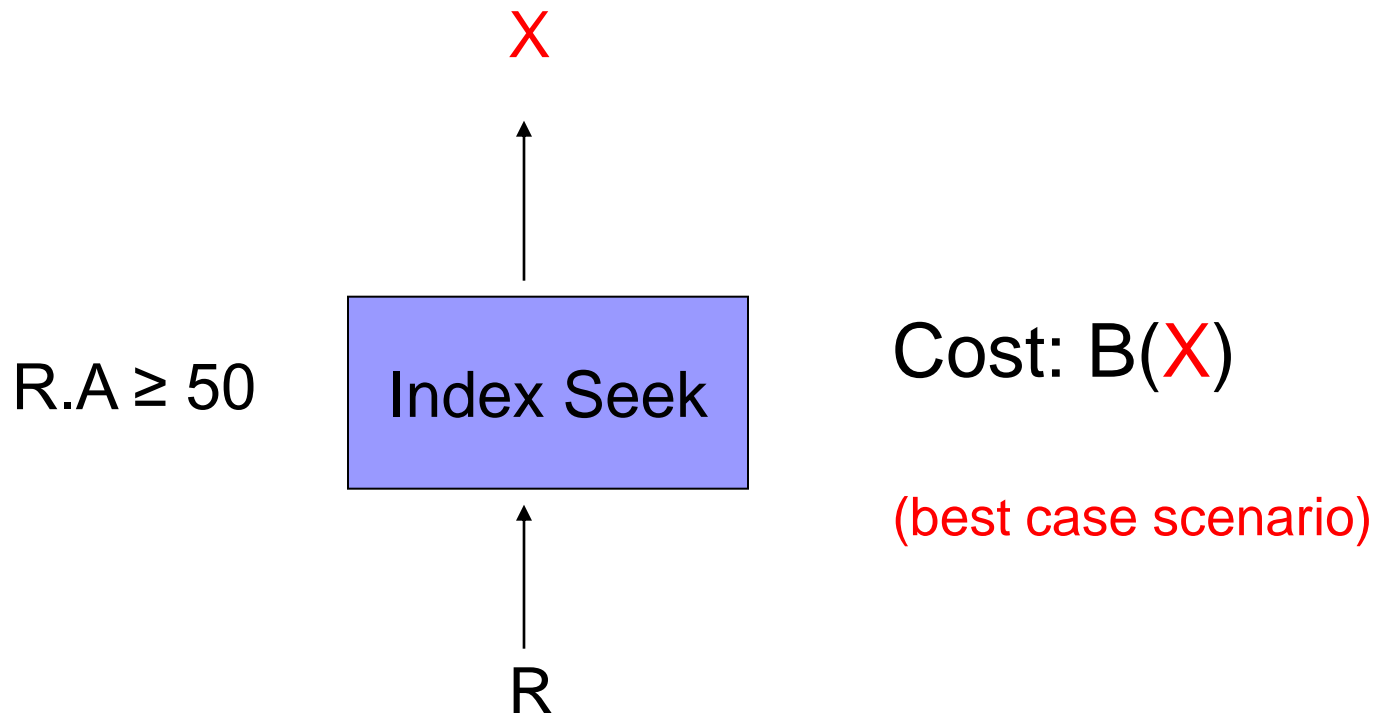 X
R.A ≥ 50
Index Seek
Cost: B(X)
(best case scenario)
R